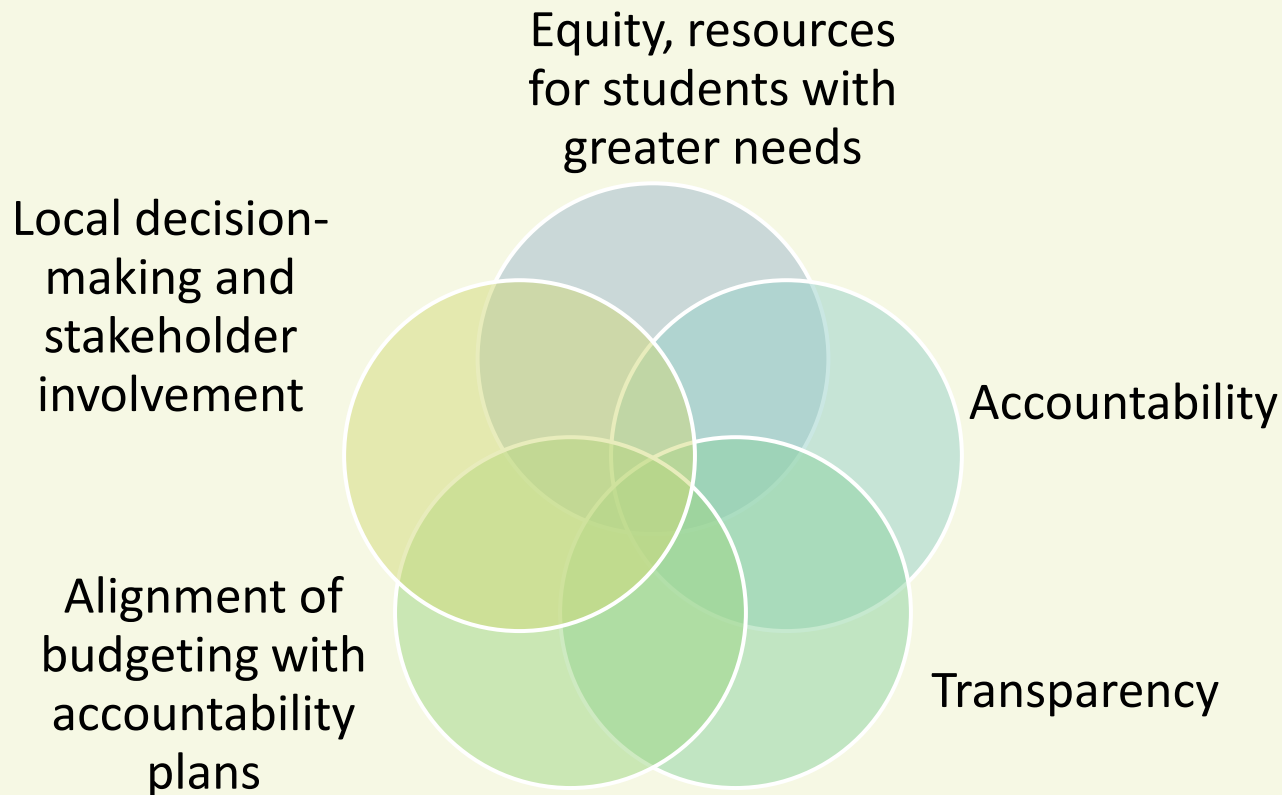 Equity, resources
for students with
greater needs
Local decision-
making and
stakeholder
involvement
Accountability
Alignment of
budgeting with
accountability
plans
Transparency